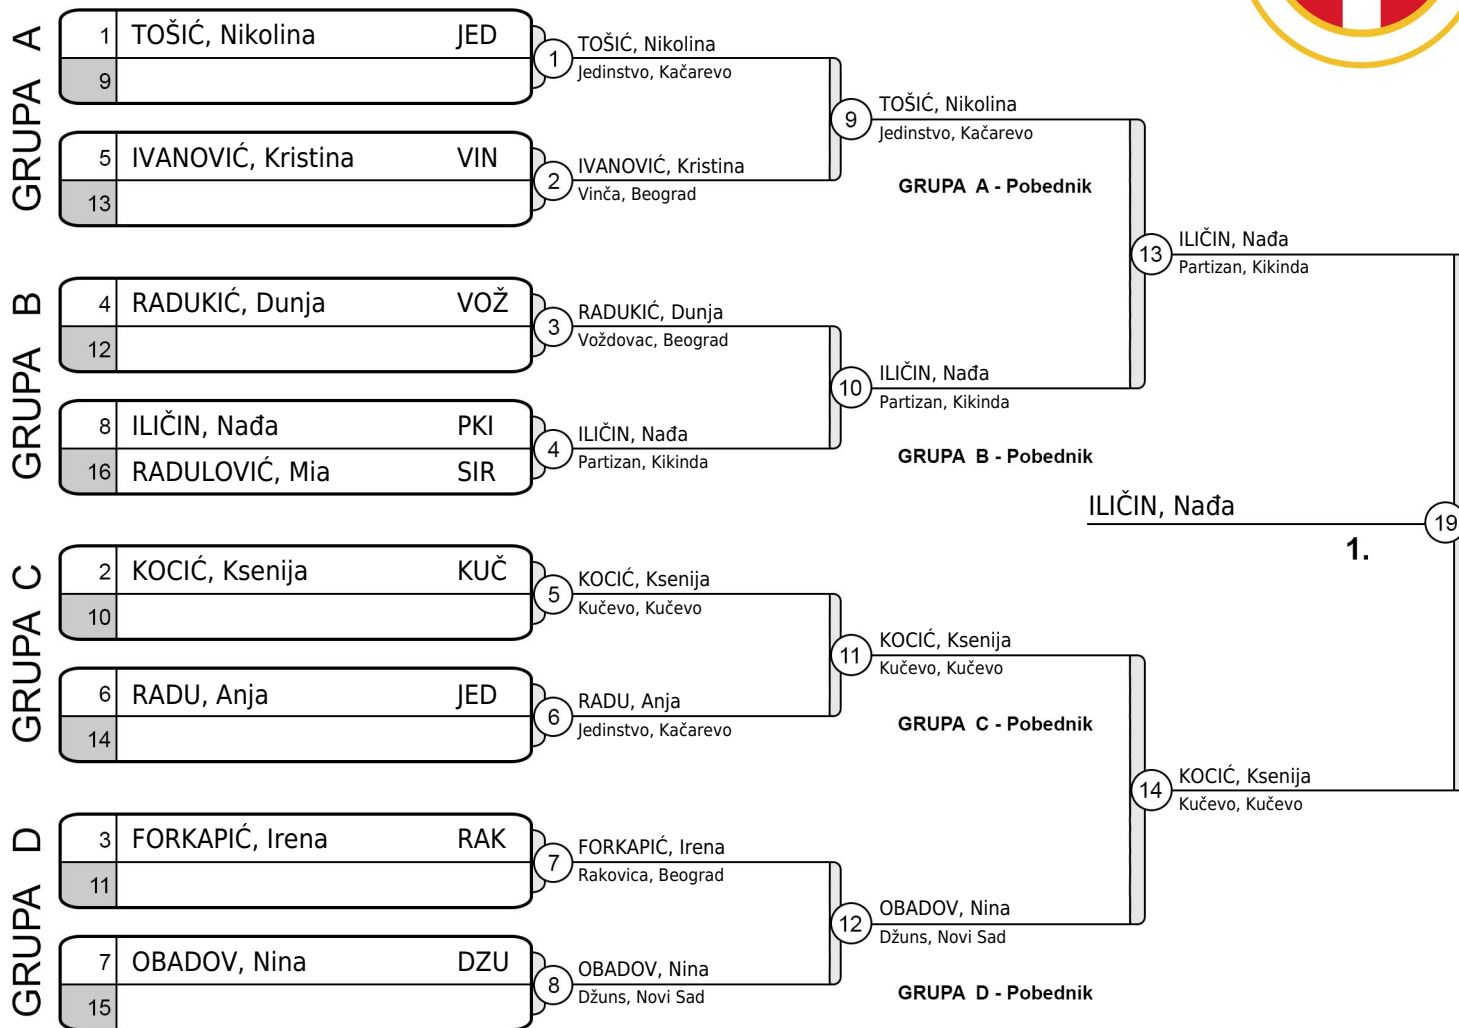 GRUPA A
1 TOŠIĆ, Nikolina JED
9
5 IVANOVIĆ, Kristina VIN
13
GRUPA B
4 RADUKIĆ, Dunja VOŽ
12
8 ILIČIN, Nađa PKI
16 RADULOVIĆ, Mia SIR
GRUPA C
2 KOCIĆ, Ksenija KUČ
10
6 RADU, Anja JED
14
GRUPA D
3 FORKAPIĆ, Irena RAK
11
7 OBADOV, Nina DZU
15
1
TOŠIĆ, Nikolina
Jedinstvo, Kačarevo
2
IVANOVIĆ, Kristina
Vinča, Beograd
3
RADUKIĆ, Dunja
Voždovac, Beograd
4
ILIČIN, Nađa
Partizan, Kikinda
5
KOCIĆ, Ksenija
Kučevo, Kučevo
6
RADU, Anja
Jedinstvo, Kačarevo
7
FORKAPIĆ, Irena
Rakovica, Beograd
8
OBADOV, Nina
Džuns, Novi Sad
9
TOŠIĆ, Nikolina
Jedinstvo, Kačarevo
GRUPA A - Pobednik
10
ILIČIN, Nađa
Partizan, Kikinda
GRUPA B - Pobednik
11
KOCIĆ, Ksenija
Kučevo, Kučevo
GRUPA C - Pobednik
12
OBADOV, Nina
Džuns, Novi Sad
GRUPA D - Pobednik
13
ILIČIN, Nađa
Partizan, Kikinda
14
KOCIĆ, Ksenija
Kučevo, Kučevo
ILIČIN, Nađa
19
1.